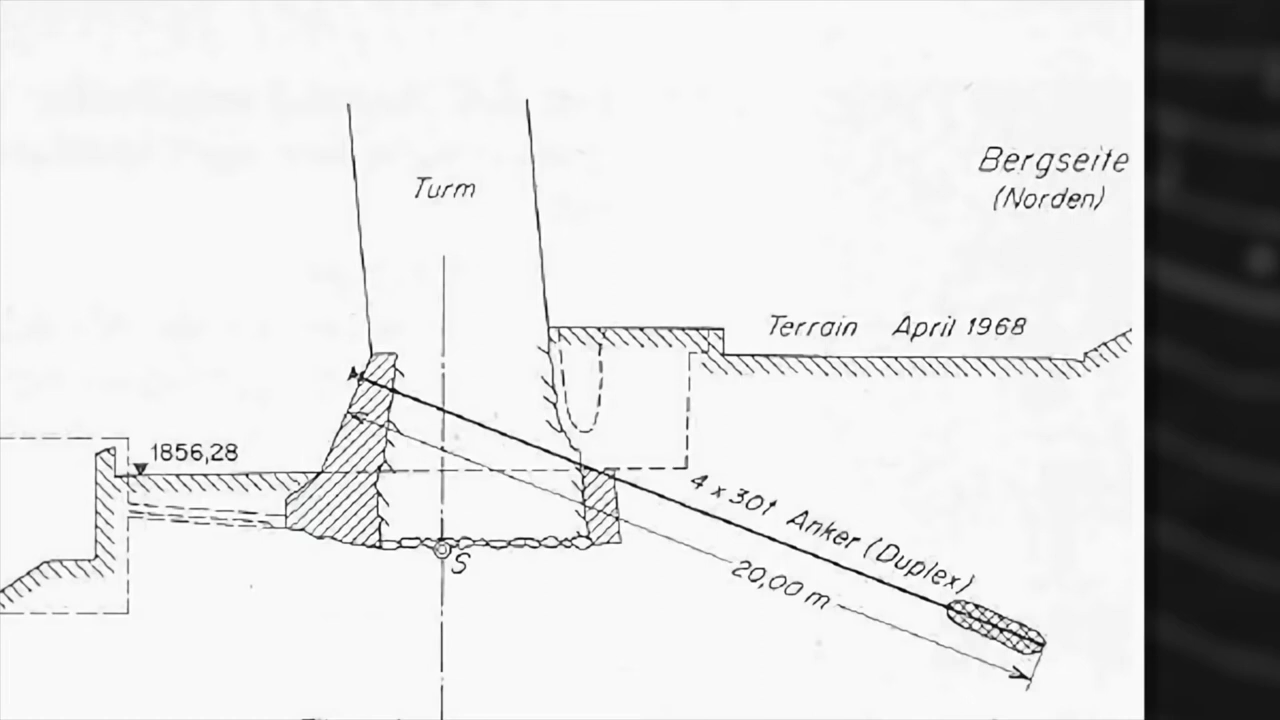 Turm
Bergseite
(Norden)
Terrain April 1968
1856,28
4 x 30t Anker (Duplex)
20,00 m
S